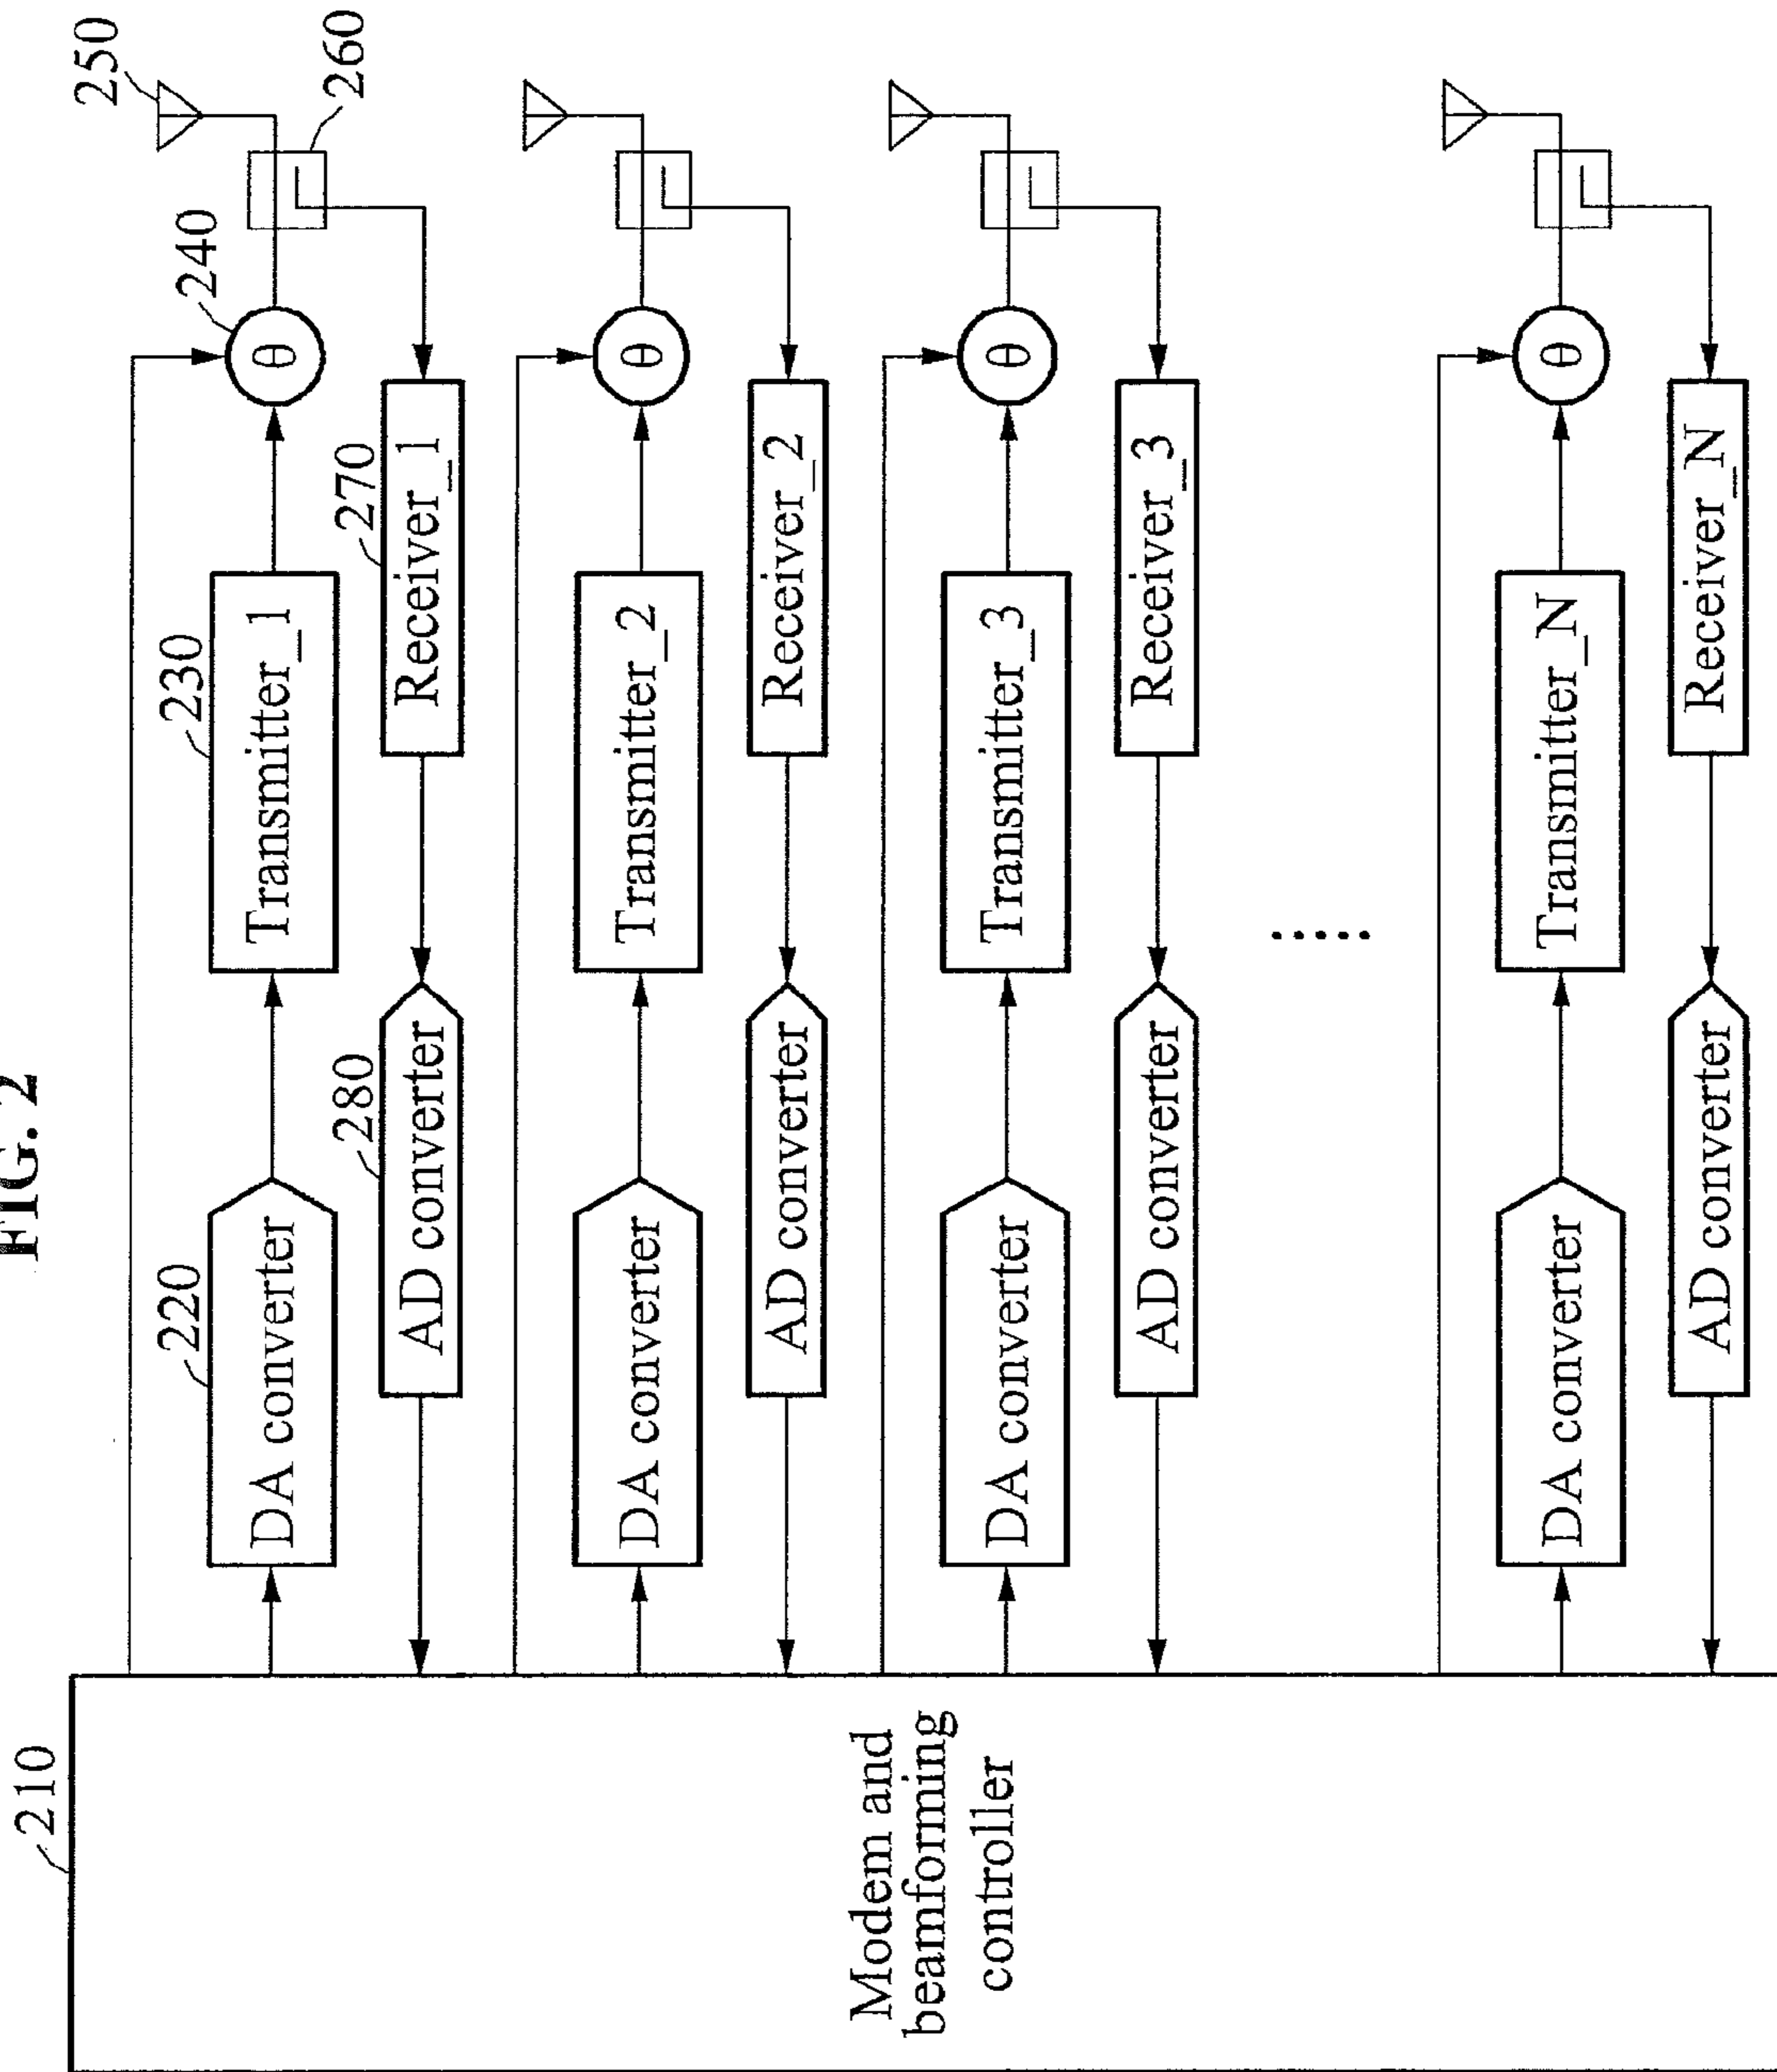 FIG. 2
210
Modem and
beamforming
controller
220
DA converter
230
Transmitter_1
240
θ
250
260
270
Receiver_1
280
AD converter
DA converter
Transmitter_2
θ
Receiver_2
AD converter
DA converter
Transmitter_3
θ
Receiver_3
AD converter
.....
DA converter
Transmitter_N
θ
Receiver_N
AD converter